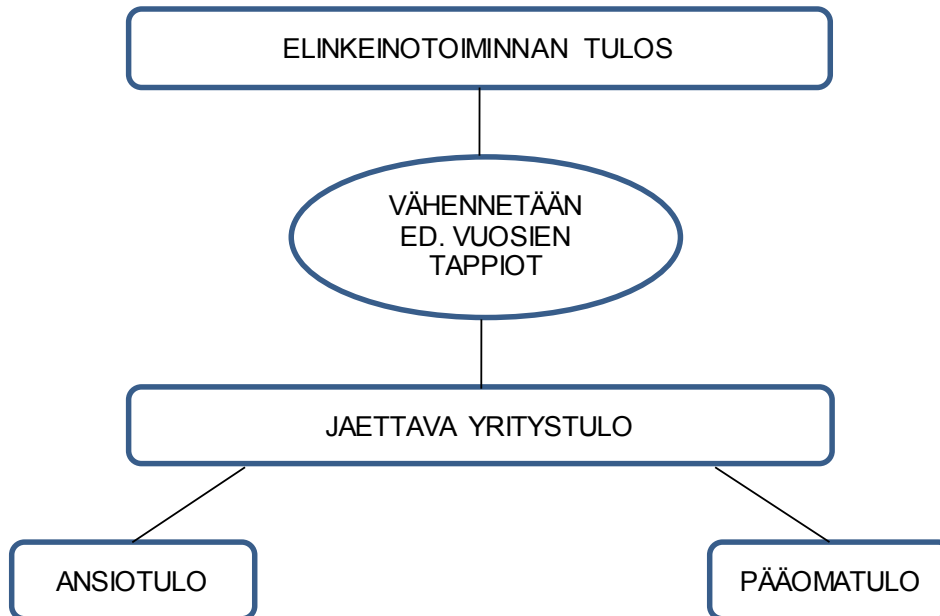 ELINKEINOTOIMINNAN TULOS
VÄHENNETÄÄN
ED. VUOSIEN
TAPPIOT
JAETTAVA YRITYSTULO
ANSIOTULO
PÄÄOMATULO